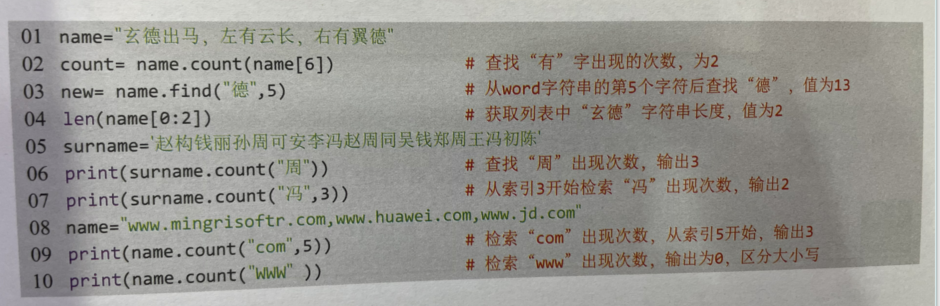 01 name="玄德出马，左有云长，右有翼德"
02 count= name.count(name[6]) # 查找“有”字出现的次数，为2
03 new= name.find("德",5) # 从word字符串的第5个字符后查找“德”，值为13
04 len(name[0:2]) # 获取列表中“玄德”字符串长度，值为2
05 surname='赵构钱丽孙周可安李冯赵周同吴钱郑周王冯初陈'
06 print(surname.count("周")) # 查找“周”出现次数，输出3
07 print(surname.count("冯",3)) # 从索引3开始检索“冯”出现次数，输出2
08 name="www.mingrisoftr.com,www.huawei.com,www.jd.com"
09 print(name.count("com",5)) # 检索“com”出现次数，从索引5开始，输出3
10 print(name.count("WWW" )) # 检索“www”出现次数，输出为0，区分大小写